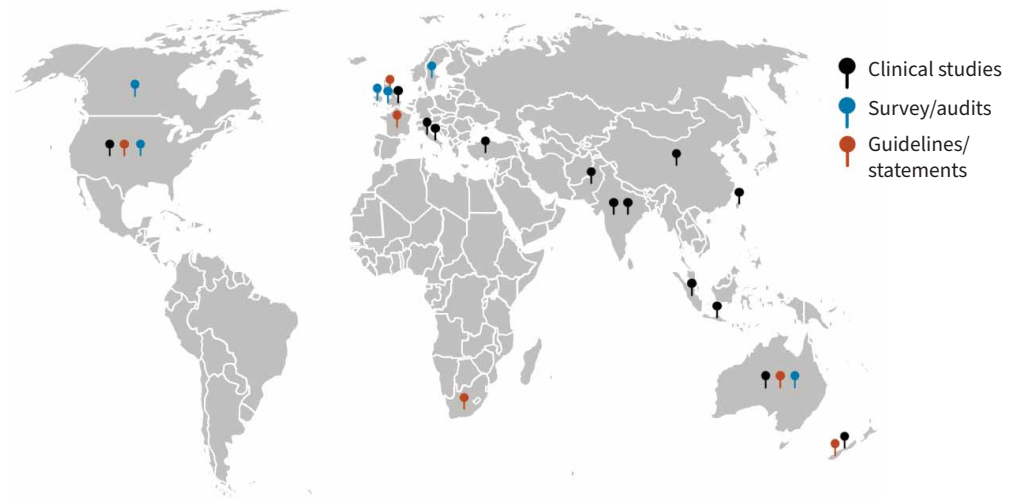 Clinical studies
Survey/audits
Guidelines/
statements